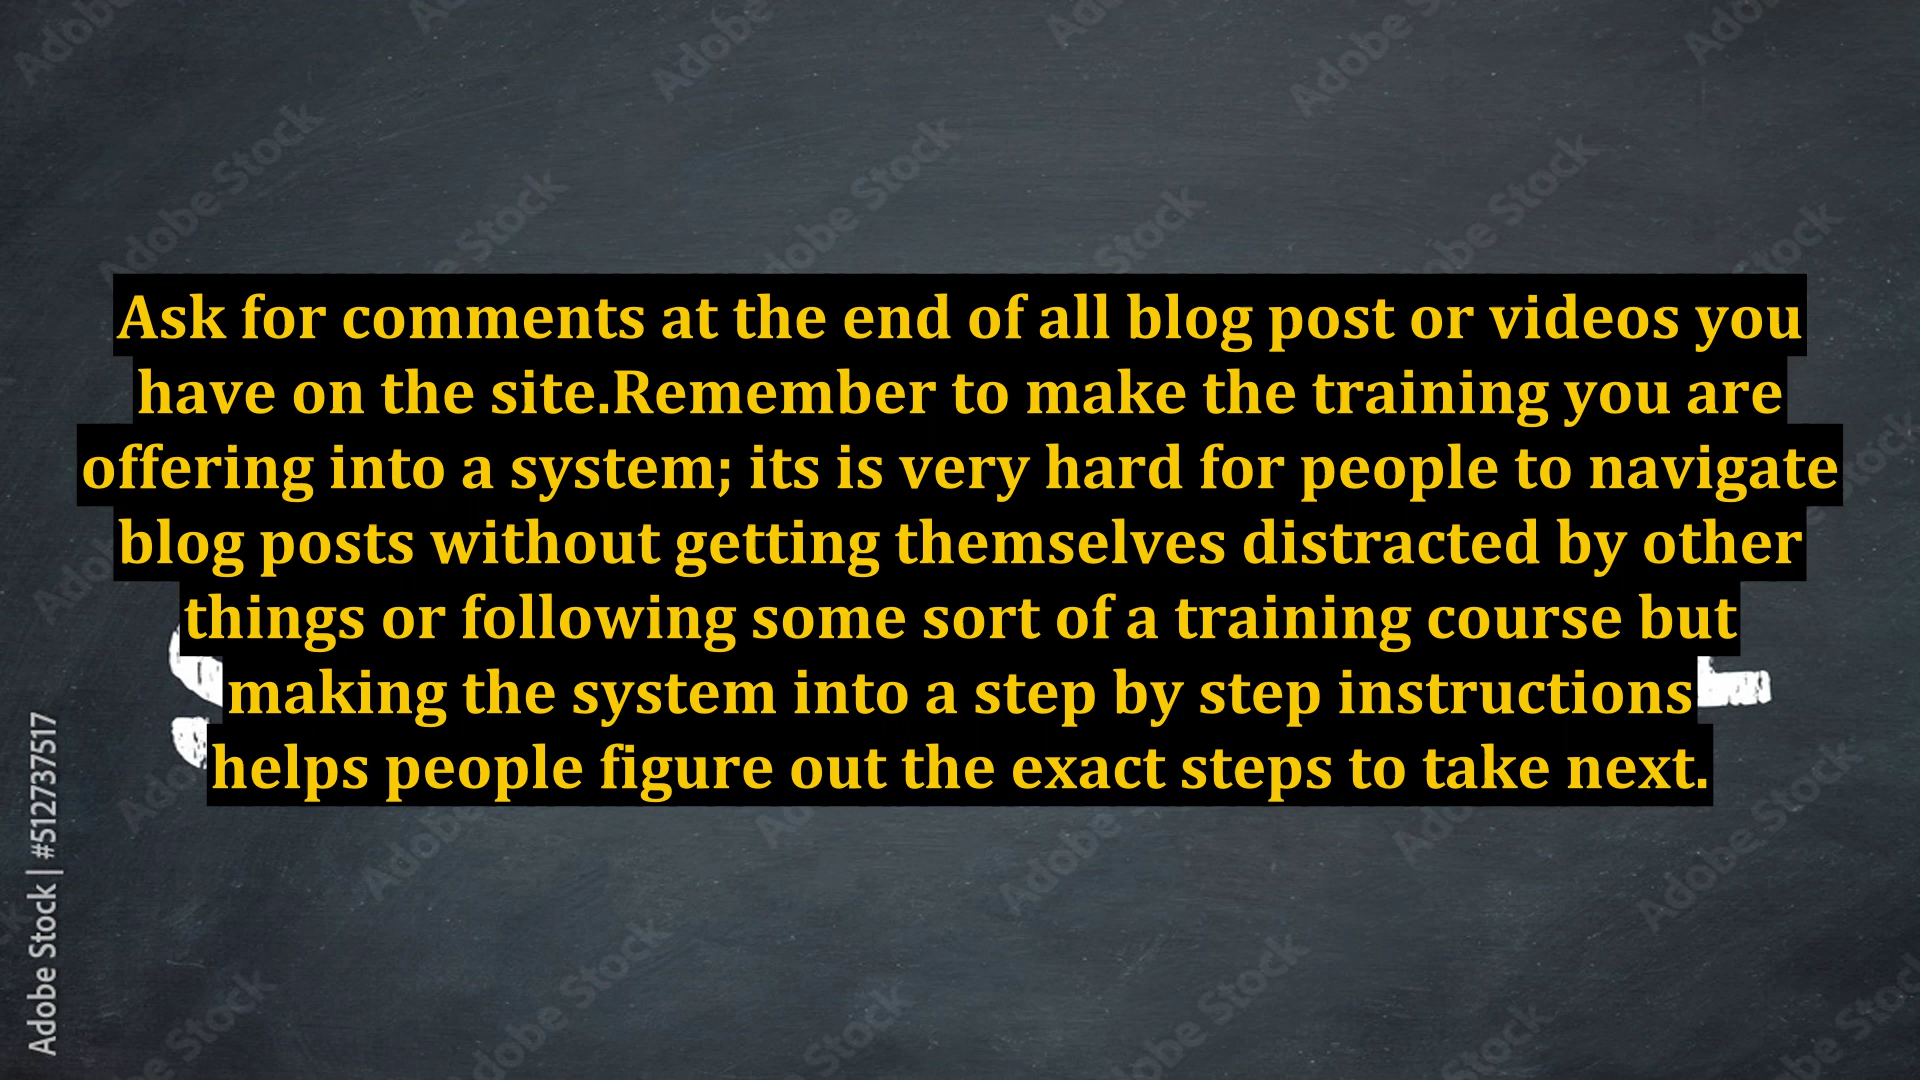 Ask for comments at the end of all blog post or videos you
have on the site.Remember to make the training you are
offering into a system; its is very hard for people to navigate
blog posts without getting themselves distracted by other
things or following some sort of a training course but
making the system into a step by step instructions
helps people figure out the exact steps to take next.
Adobe Stock | #512737517
Adobe Stock